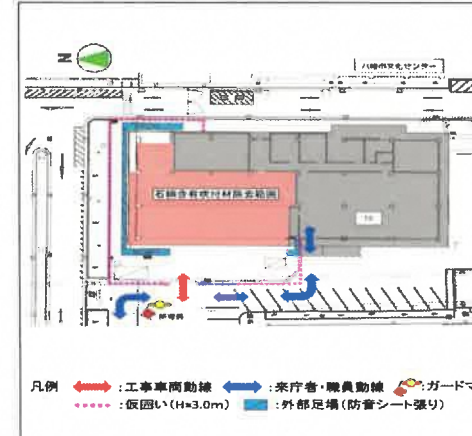 N
八幡市文化センター
石綿含有吹付材除去範囲
凡例 :工事車両動線 :来庁者・職員動線 :ガードマ
:仮囲い(H=3.0m) :外部足場(防音シート張り)